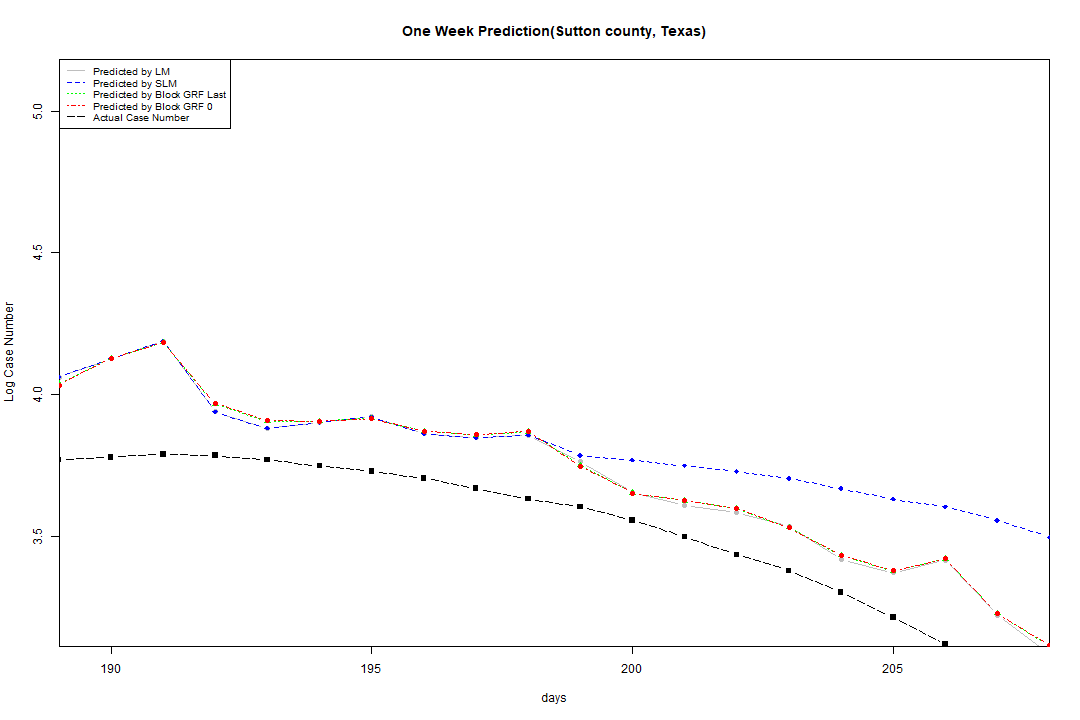 One Week Prediction(Sutton county, Texas)
Predicted by LM
Predicted by SLM
Predicted by Block GRF Last
Predicted by Block GRF 0
Actual Case Number
5.0
4.5
4.0
3.5
Log Case Number
190 195 200 205
days